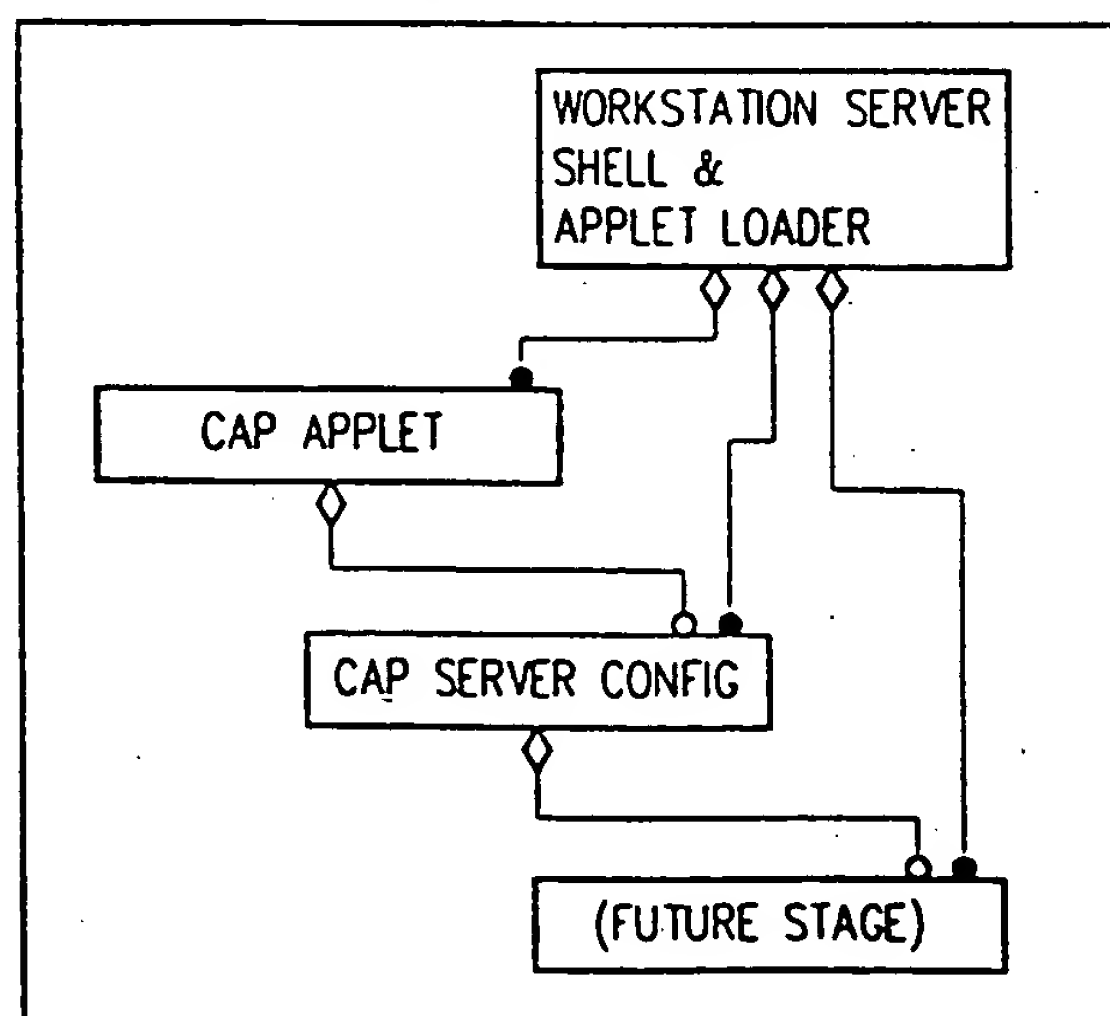 WORKSTATION SERVER
SHELL &
APPLET LOADER
CAP APPLET
CAP SERVER CONFIG
(FUTURE STAGE)